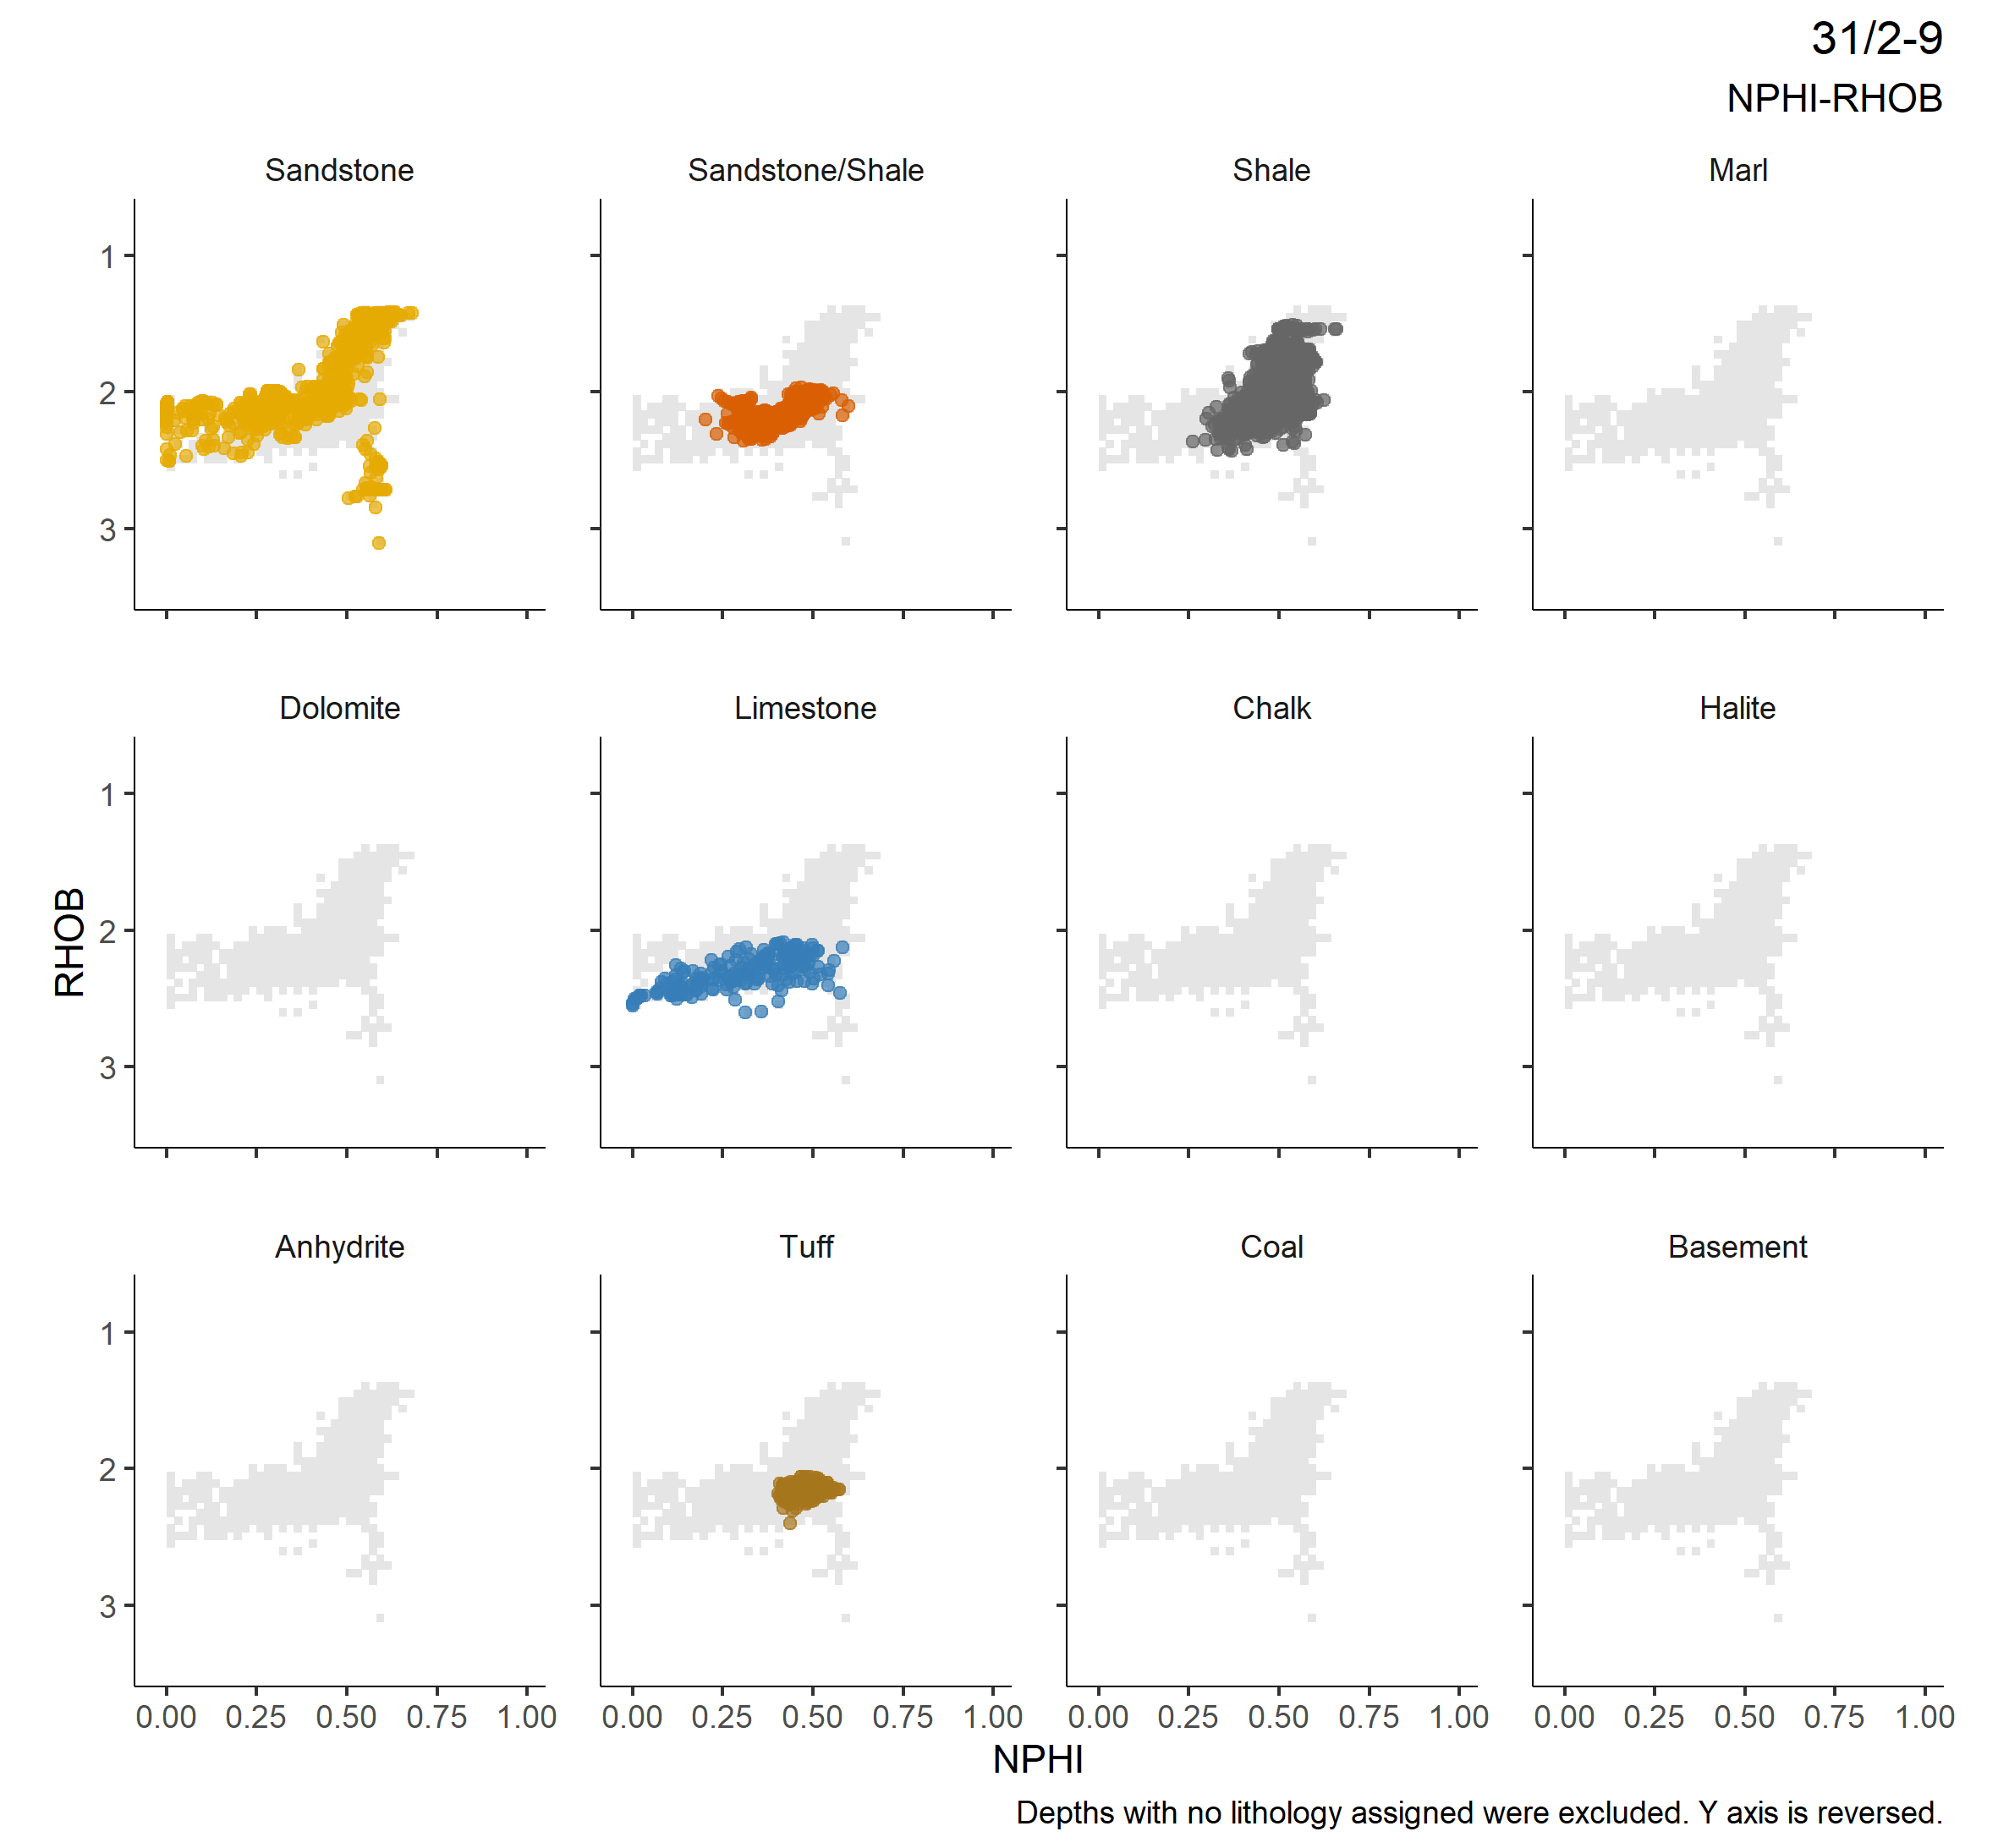 31/2-9
NPHI-RHOB
Sandstone
Sandstone/Shale
Shale
Marl
1
2
3
Dolomite
Limestone
Chalk
Halite
1
2
3
RHOB
Anhydrite
Tuff
Coal
Basement
1
2
3
0.00 0.25 0.50 0.75 1.00
0.00 0.25 0.50 0.75 1.00
0.00 0.25 0.50 0.75 1.00
0.00 0.25 0.50 0.75 1.00
NPHI
Depths with no lithology assigned were excluded. Y axis is reversed.